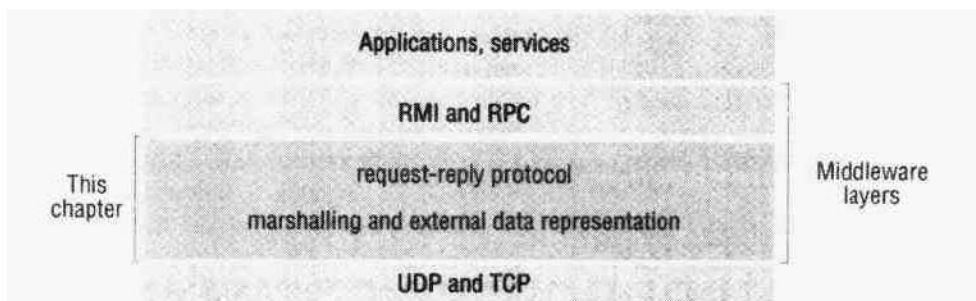 Applications, services
RMI and RPC
This
chapter
request-reply protocol
marshalling and external data representation
Middleware
layers
UDP and TCP